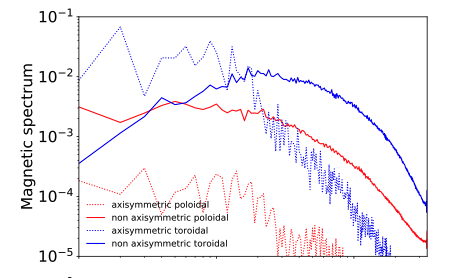 10⁻¹
10⁻²
10⁻³
10⁻⁴
10⁻⁵
Magnetic spectrum
axisymmetric poloidal
non axisymmetric poloidal
axisymmetric toroidal
non axisymmetric toroidal